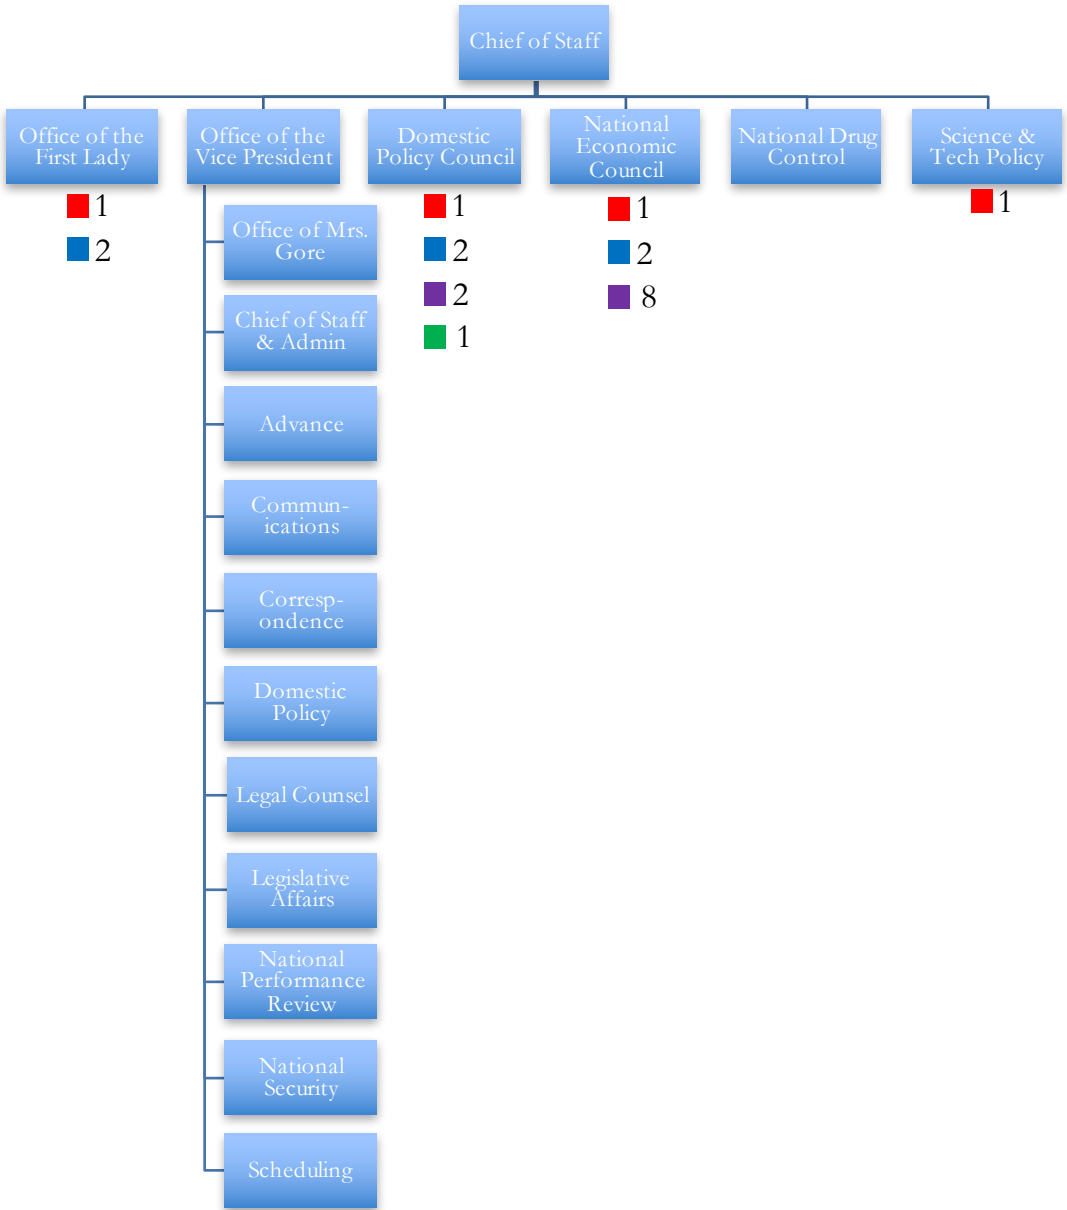 Chief of Staff
Office of the
First Lady
Office of the
Vice President
Domestic
Policy Council
National
Economic
Council
National Drug
Control
Science &
Tech Policy
1
2
1
2
2
1
1
2
8
1
Office of Mrs.
Gore
Chief of Staff
& Admin
Advance
Commun-
ications
Corresp-
ondence
Domestic
Policy
Legal Counsel
Legislative
Affairs
National
Performance
Review
National
Security
Scheduling